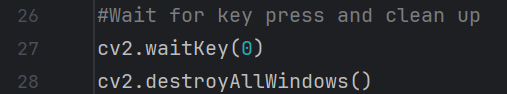 26 #Wait for key press and clean up
27 cv2.waitKey(0)
28 cv2.destroyAllWindows()